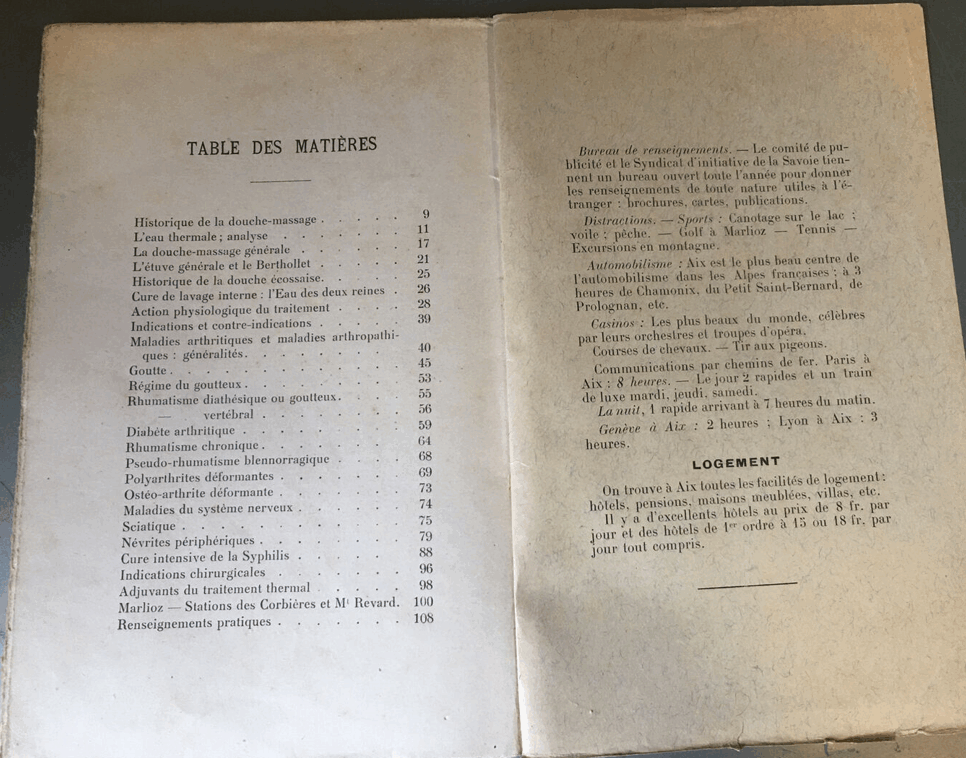 TABLE DES MATIÈRES
Historique de la douche-massage . . . . . 9
L'eau thermale ; analyse . . . . . . . 11
La douche-massage générale . . . . . . 17
L'étuve générale et le Berthollet . . . . . 21
Historique de la douche écossaise. . . . . 25
Cure de lavage interne : l'Eau des deux reines . 26
Action physiologique du traitement . . . . 28
Indications et contre-indications . . . . . 39
Maladies arthritiques et maladies arthropathi-
ques : généralités. . . . . . . . 40
Goutte. . . . . . . . . . . . 45
Régime du goutteux . . . . . . . . 53
Rhumatisme diathésique ou goutteux. . . . 55
— vertébral . . . . . . . 56
Diabète arthritique . . . . . . . . 59
Rhumatisme chronique . . . . . . . 64
Pseudo-rhumatisme blennorragique . . . . 68
Polyarthrites déformantes . . . . . . 69
Ostéo-arthrite déformante . . . . . . 73
Maladies du système nerveux . . . . . 74
Sciatique . . . . . . . . . . . 75
Névrites périphériques . . . . . . . 79
Cure intensive de la Syphilis . . . . . 88
Indications chirurgicales . . . . . . 96
Adjuvants du traitement thermal . . . . 98
Marlioz — Stations des Corbières et Mt Revard. 100
Renseignements pratiques . . . . . . . 108
Bureau de renseignements. — Le comité de pu-
blicité et le Syndicat d'initiative de la Savoie tien-
nent un bureau ouvert toute l'année pour donner
les renseignements de toute nature utiles à l'é-
tranger : brochures, cartes, publications.
Distractions. — Sports : Canotage sur le lac ;
voile ; pêche. — Golf à Marlioz — Tennis —
Excursions en montagne.
Automobilisme : Aix est le plus beau centre de
l'automobilisme dans les Alpes françaises ; à 3
heures de Chamonix, du Petit Saint-Bernard, de
Prolognan, etc.
Casinos : Les plus beaux du monde, célèbres
par leurs orchestres et troupes d'opéra.
Courses de chevaux. — Tir aux pigeons.
Communications par chemins de fer. Paris à
Aix : 8 heures. — Le jour 2 rapides et un train
de luxe mardi, jeudi, samedi.
La nuit, 1 rapide arrivant à 7 heures du matin.
Genève à Aix : 2 heures ; Lyon à Aix : 3
heures.
LOGEMENT
On trouve à Aix toutes les facilités de logement :
hôtels, pensions, maisons meublées, villas, etc.
Il y a d'excellents hôtels au prix de 8 fr. par
jour et des hôtels de 1er ordre à 15 ou 18 fr. par
jour tout compris.